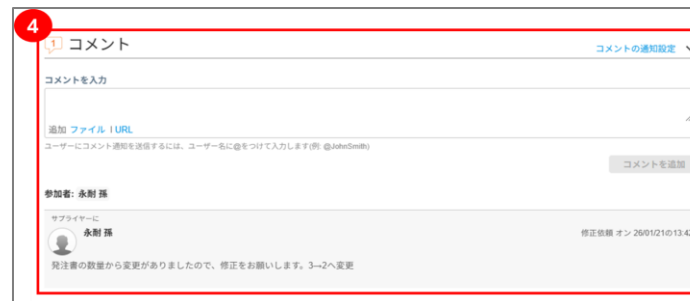 4
1 コメント
コメントの通知設定
コメントを入力
追加 ファイル | URL
ユーザーにコメント通知を送信するには、ユーザー名に@をつけて入力します(例: @JohnSmith)
コメントを追加
参加者: 永耐 孫
サプライヤーに
永耐 孫
修正依頼 オン 26/01/21の13:42
発注書の数量から変更がありましたので、修正をお願いします。3→2へ変更